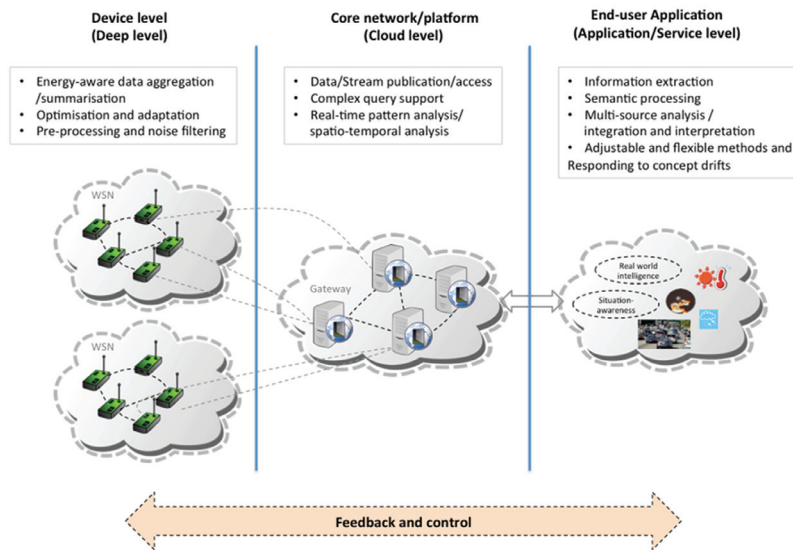 Device level
(Deep level)
Core network/platform
(Cloud level)
End-user Application
(Application/Service level)
• Energy-aware data aggregation
/summarisation
• Optimisation and adaptation
• Pre-processing and noise filtering
• Data/Stream publication/access
• Complex query support
• Real-time pattern analysis/
spatio-temporal analysis
• Information extraction
• Semantic processing
• Multi-source analysis /
integration and interpretation
• Adjustable and flexible methods and
Responding to concept drifts
WSN
WSN
Gateway
Real world
intelligence
Situation-
awareness
Feedback and control